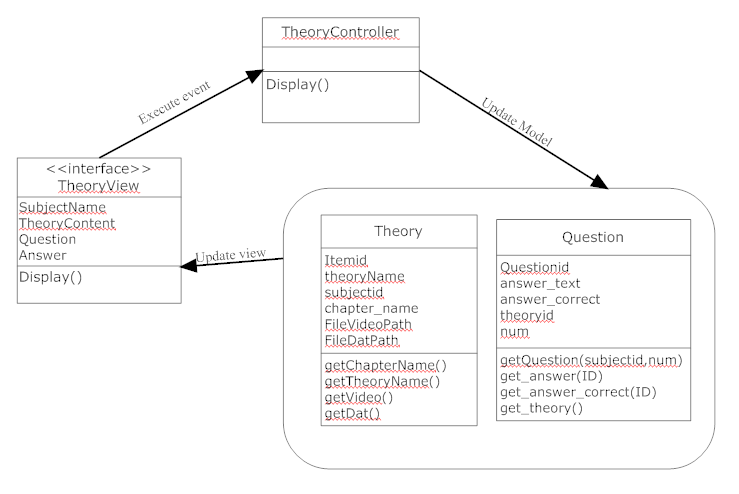 TheoryController
Display()
Execute event
Update Model
<<interface>>
TheoryView
SubjectName
TheoryContent
Question
Answer
Display()
Update view
Theory
Itemid
theoryName
subjectid
chapter_name
FileVideoPath
FileDatPath
getChapterName()
getTheoryName()
getVideo()
getDat()
Question
Questionid
answer_text
answer_correct
theoryid
num
getQuestion(subjectid,num)
get_answer(ID)
get_answer_correct(ID)
get_theory()